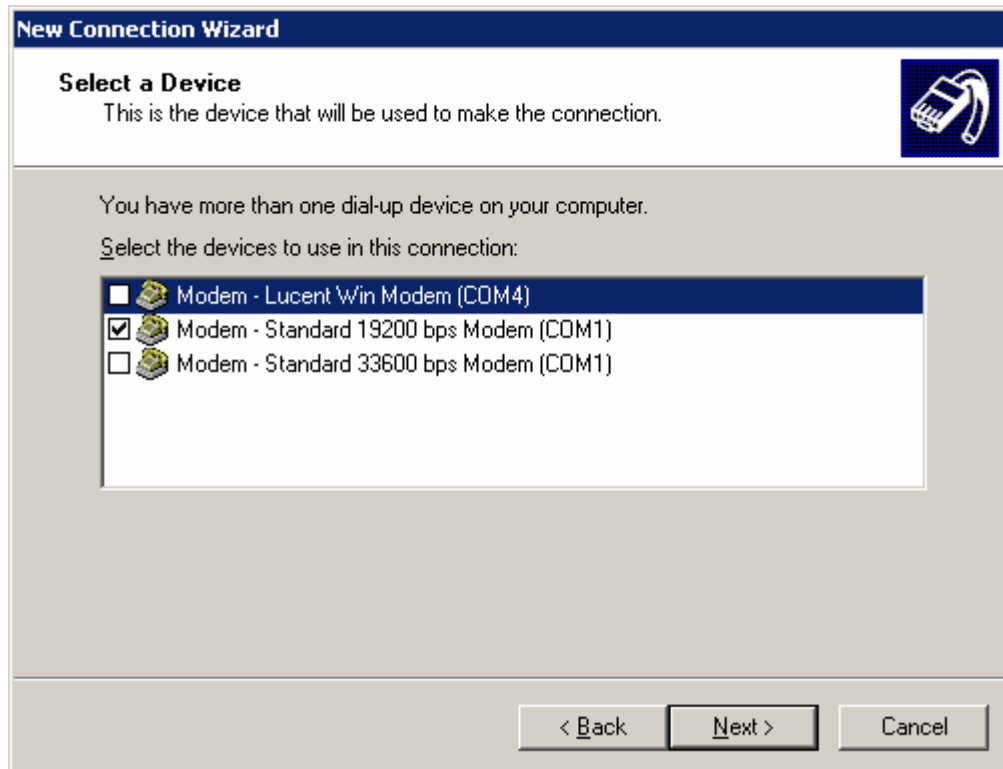 New Connection Wizard
Select a Device
This is the device that will be used to make the connection.
You have more than one dial-up device on your computer.
Select the devices to use in this connection:
Modem - Lucent Win Modem (COM4)
Modem - Standard 19200 bps Modem (COM1)
Modem - Standard 33600 bps Modem (COM1)
< Back Next > Cancel